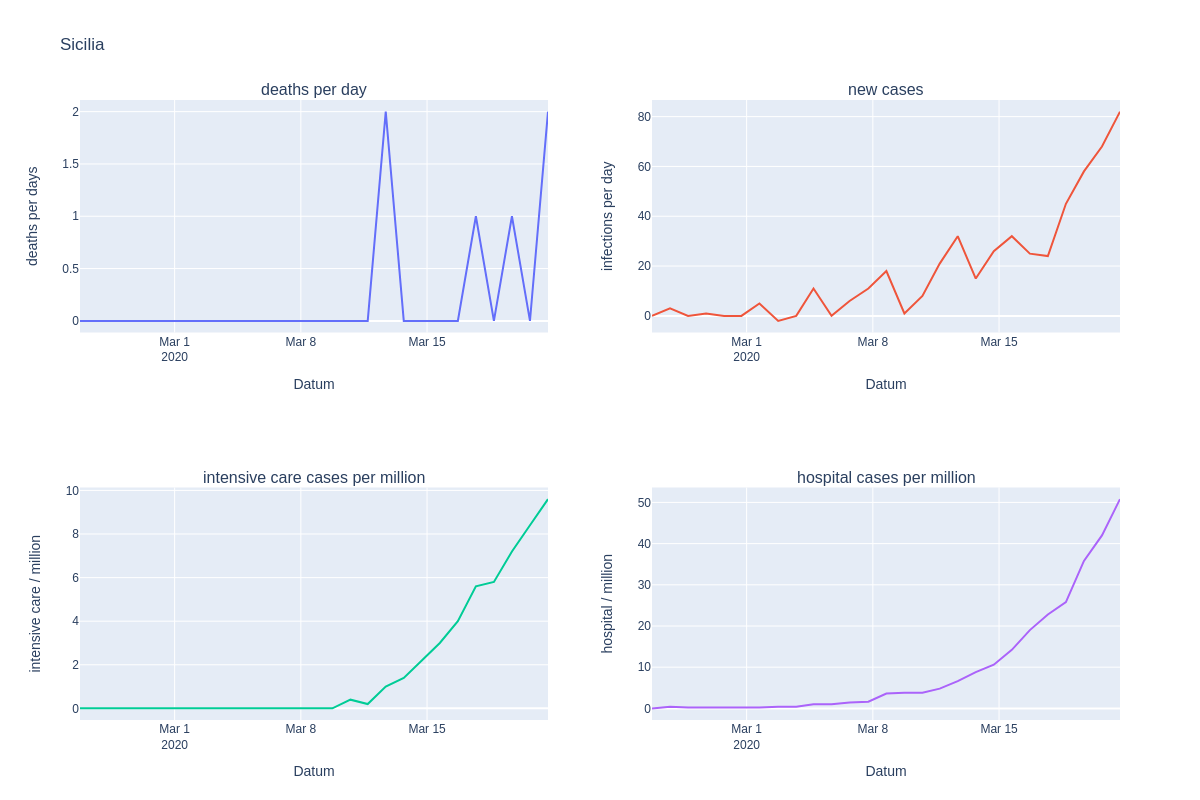 Sicilia
deaths per day
deaths per days
2
1.5
1
0.5
0
Mar 1
2020
Mar 8
Mar 15
Datum
new cases
infections per day
80
60
40
20
0
Mar 1
2020
Mar 8
Mar 15
Datum
intensive care cases per million
intensive care / million
10
8
6
4
2
0
Mar 1
2020
Mar 8
Mar 15
Datum
hospital cases per million
hospital / million
50
40
30
20
10
0
Mar 1
2020
Mar 8
Mar 15
Datum